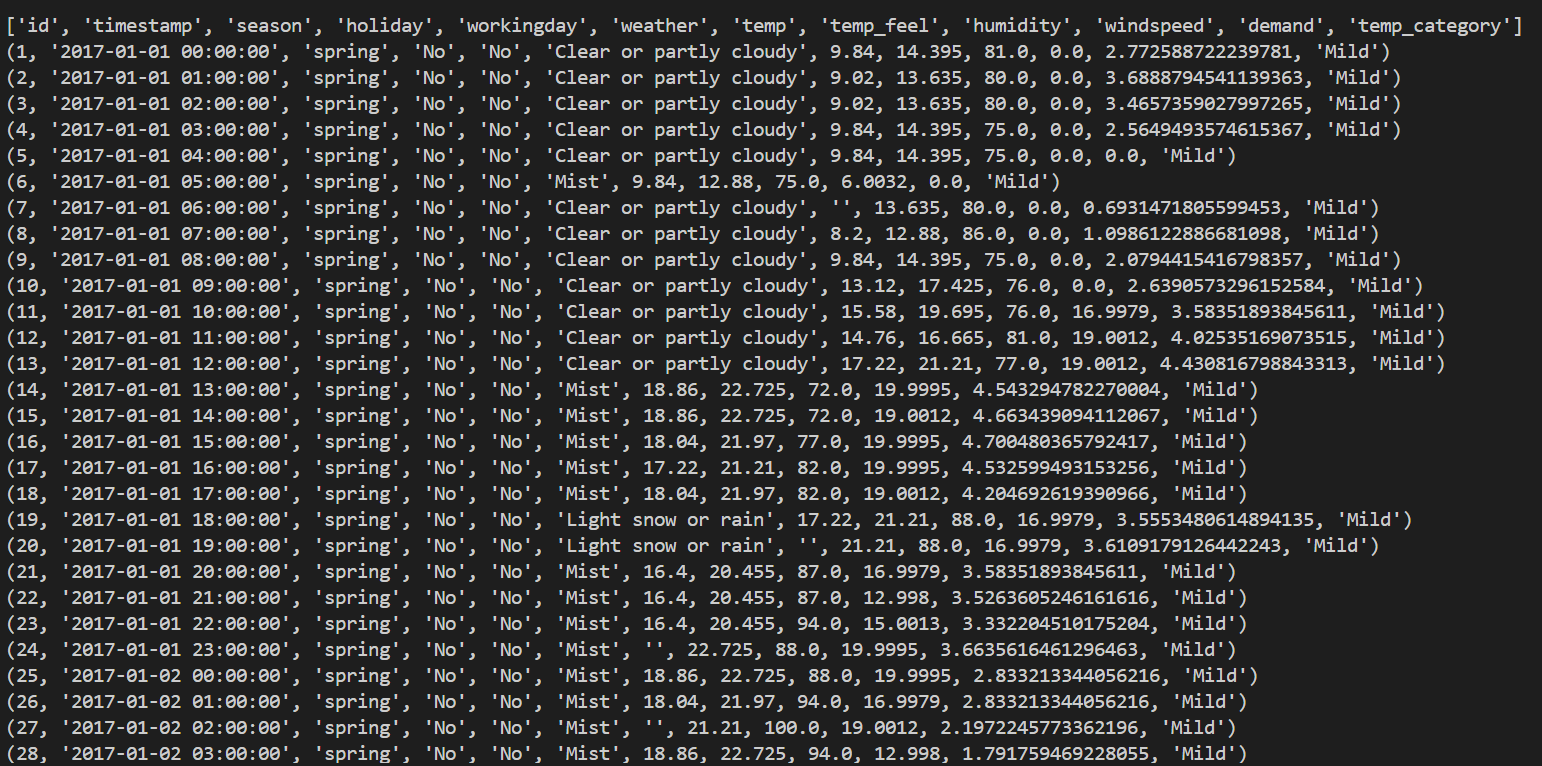 ['id', 'timestamp', 'season', 'holiday', 'workingday', 'weather', 'temp', 'temp_feel', 'humidity', 'windspeed', 'demand', 'temp_category']
(1, '2017-01-01 00:00:00', 'spring', 'No', 'No', 'Clear or partly cloudy', 9.84, 14.395, 81.0, 0.0, 2.772588722239781, 'Mild')
(2, '2017-01-01 01:00:00', 'spring', 'No', 'No', 'Clear or partly cloudy', 9.02, 13.635, 80.0, 0.0, 3.6888794541139363, 'Mild')
(3, '2017-01-01 02:00:00', 'spring', 'No', 'No', 'Clear or partly cloudy', 9.02, 13.635, 80.0, 0.0, 3.4657359027997265, 'Mild')
(4, '2017-01-01 03:00:00', 'spring', 'No', 'No', 'Clear or partly cloudy', 9.84, 14.395, 75.0, 0.0, 2.5649493574615367, 'Mild')
(5, '2017-01-01 04:00:00', 'spring', 'No', 'No', 'Clear or partly cloudy', 9.84, 14.395, 75.0, 0.0, 0.0, 'Mild')
(6, '2017-01-01 05:00:00', 'spring', 'No', 'No', 'Mist', 9.84, 12.88, 75.0, 6.0032, 0.0, 'Mild')
(7, '2017-01-01 06:00:00', 'spring', 'No', 'No', 'Clear or partly cloudy', '', 13.635, 80.0, 0.0, 0.6931471805599453, 'Mild')
(8, '2017-01-01 07:00:00', 'spring', 'No', 'No', 'Clear or partly cloudy', 8.2, 12.88, 86.0, 0.0, 1.0986122886681098, 'Mild')
(9, '2017-01-01 08:00:00', 'spring', 'No', 'No', 'Clear or partly cloudy', 9.84, 14.395, 75.0, 0.0, 2.0794415416798357, 'Mild')
(10, '2017-01-01 09:00:00', 'spring', 'No', 'No', 'Clear or partly cloudy', 13.12, 17.425, 76.0, 0.0, 2.6390573296152584, 'Mild')
(11, '2017-01-01 10:00:00', 'spring', 'No', 'No', 'Clear or partly cloudy', 15.58, 19.695, 76.0, 16.9979, 3.58351893845611, 'Mild')
(12, '2017-01-01 11:00:00', 'spring', 'No', 'No', 'Clear or partly cloudy', 14.76, 16.665, 81.0, 19.0012, 4.02535169073515, 'Mild')
(13, '2017-01-01 12:00:00', 'spring', 'No', 'No', 'Clear or partly cloudy', 17.22, 21.21, 77.0, 19.0012, 4.430816798843313, 'Mild')
(14, '2017-01-01 13:00:00', 'spring', 'No', 'No', 'Mist', 18.86, 22.725, 72.0, 19.9995, 4.543294782270004, 'Mild')
(15, '2017-01-01 14:00:00', 'spring', 'No', 'No', 'Mist', 18.86, 22.725, 72.0, 19.0012, 4.663439094112067, 'Mild')
(16, '2017-01-01 15:00:00', 'spring', 'No', 'No', 'Mist', 18.04, 21.97, 77.0, 19.9995, 4.700480365792417, 'Mild')
(17, '2017-01-01 16:00:00', 'spring', 'No', 'No', 'Mist', 17.22, 21.21, 82.0, 19.9995, 4.532599493153256, 'Mild')
(18, '2017-01-01 17:00:00', 'spring', 'No', 'No', 'Mist', 18.04, 21.97, 82.0, 19.0012, 4.204692619390966, 'Mild')
(19, '2017-01-01 18:00:00', 'spring', 'No', 'No', 'Light snow or rain', 17.22, 21.21, 88.0, 16.9979, 3.5553480614894135, 'Mild')
(20, '2017-01-01 19:00:00', 'spring', 'No', 'No', 'Light snow or rain', '', 21.21, 88.0, 16.9979, 3.6109179126442243, 'Mild')
(21, '2017-01-01 20:00:00', 'spring', 'No', 'No', 'Mist', 16.4, 20.455, 87.0, 16.9979, 3.58351893845611, 'Mild')
(22, '2017-01-01 21:00:00', 'spring', 'No', 'No', 'Mist', 16.4, 20.455, 87.0, 12.998, 3.5263605246161616, 'Mild')
(23, '2017-01-01 22:00:00', 'spring', 'No', 'No', 'Mist', 16.4, 20.455, 94.0, 15.0013, 3.332204510175204, 'Mild')
(24, '2017-01-01 23:00:00', 'spring', 'No', 'No', 'Mist', '', 22.725, 88.0, 19.9995, 3.6635616461296463, 'Mild')
(25, '2017-01-02 00:00:00', 'spring', 'No', 'No', 'Mist', 18.86, 22.725, 88.0, 19.9995, 2.833213344056216, 'Mild')
(26, '2017-01-02 01:00:00', 'spring', 'No', 'No', 'Mist', 18.04, 21.97, 94.0, 16.9979, 2.833213344056216, 'Mild')
(27, '2017-01-02 02:00:00', 'spring', 'No', 'No', 'Mist', '', 21.21, 100.0, 19.0012, 2.1972245773362196, 'Mild')
(28, '2017-01-02 03:00:00', 'spring', 'No', 'No', 'Mist', 18.86, 22.725, 94.0, 12.998, 1.791759469228055, 'Mild')